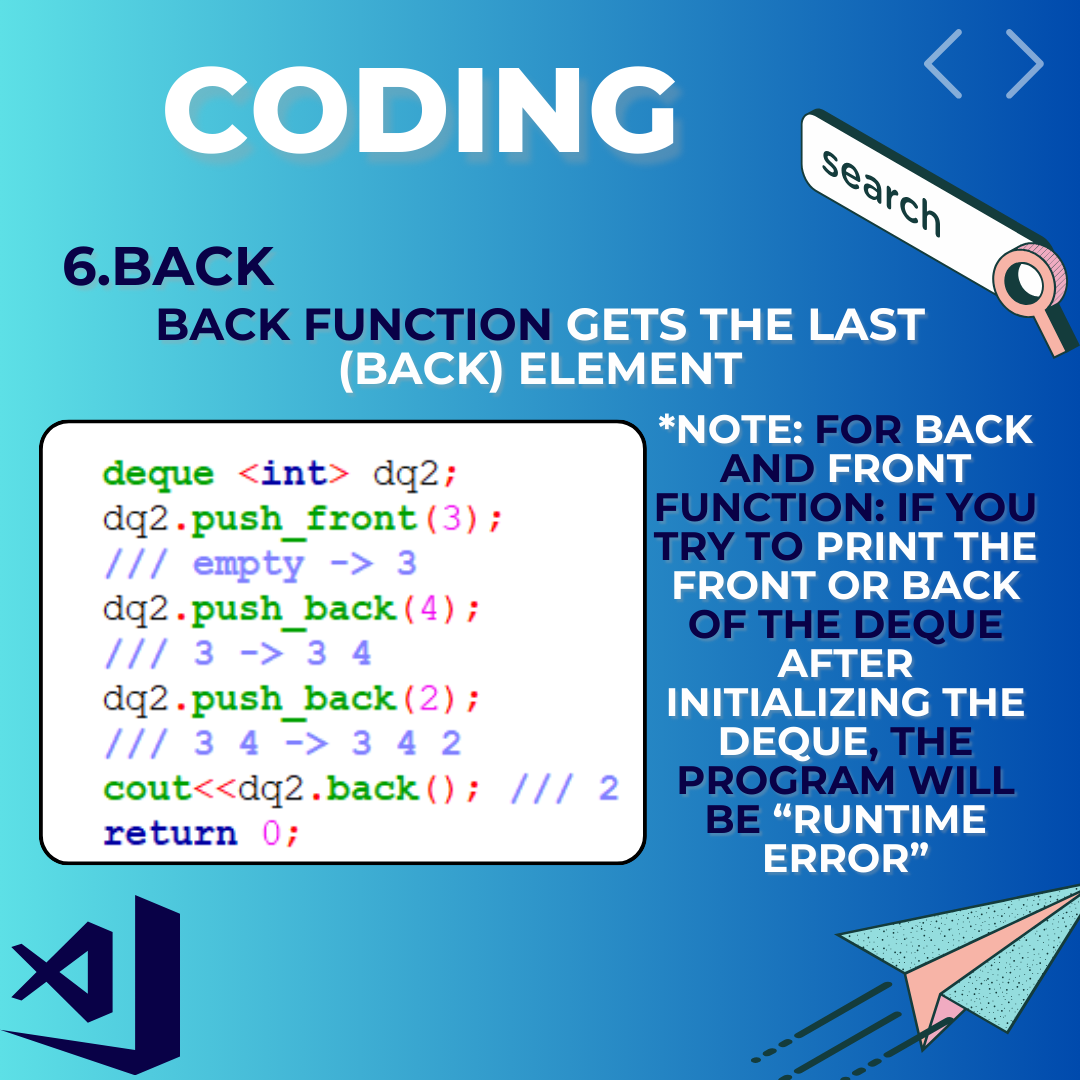 CODING
search
6.BACK
BACK FUNCTION GETS THE LAST
(BACK) ELEMENT
deque <int> dq2;
dq2.push_front(3);
/// empty -> 3
dq2.push_back(4);
/// 3 -> 3 4
dq2.push_back(2);
/// 3 4 -> 3 4 2
cout<<dq2.back(); /// 2
return 0;
*NOTE: FOR BACK
AND FRONT
FUNCTION: IF YOU
TRY TO PRINT THE
FRONT OR BACK
OF THE DEQUE
AFTER
INITIALIZING THE
DEQUE, THE
PROGRAM WILL
BE “RUNTIME
ERROR”